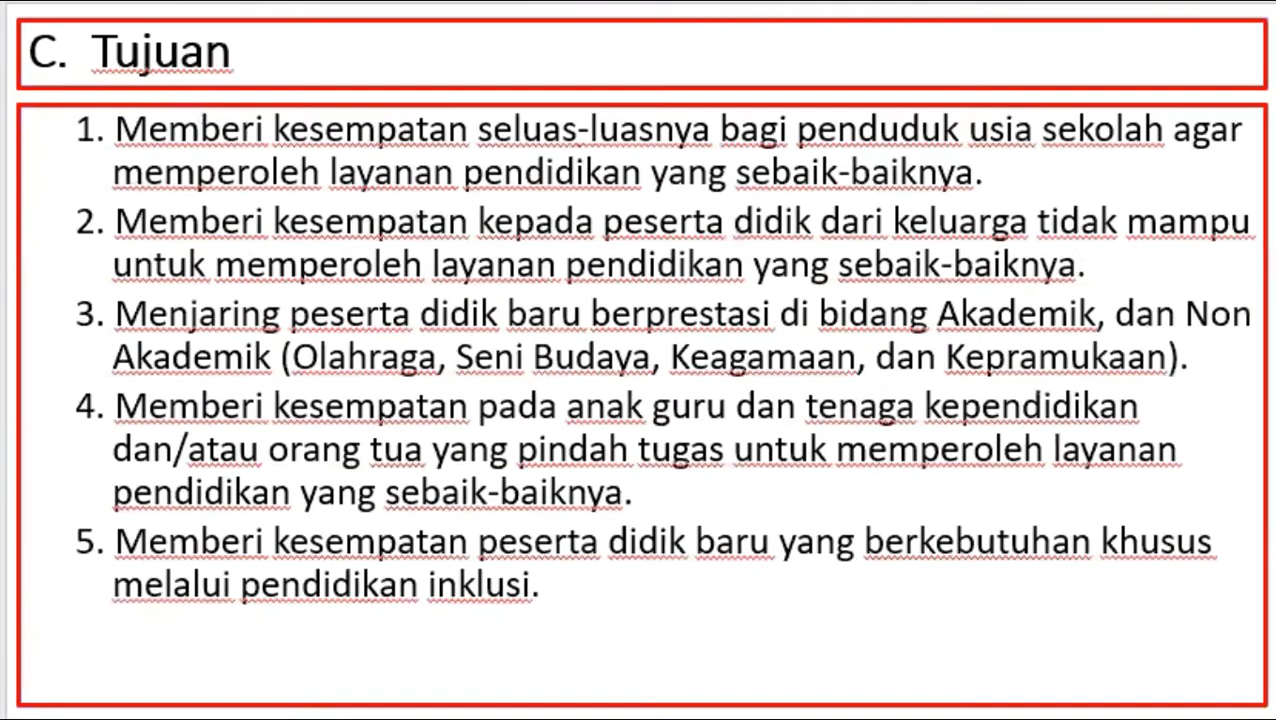 C. Tujuan
1. Memberi kesempatan seluas-luasnya bagi penduduk usia sekolah agar
memperoleh layanan pendidikan yang sebaik-baiknya.
2. Memberi kesempatan kepada peserta didik dari keluarga tidak mampu
untuk memperoleh layanan pendidikan yang sebaik-baiknya.
3. Menjaring peserta didik baru berprestasi di bidang Akademik, dan Non
Akademik (Olahraga, Seni Budaya, Keagamaan, dan Kepramukaan).
4. Memberi kesempatan pada anak guru dan tenaga kependidikan
dan/atau orang tua yang pindah tugas untuk memperoleh layanan
pendidikan yang sebaik-baiknya.
5. Memberi kesempatan peserta didik baru yang berkebutuhan khusus
melalui pendidikan inklusi.